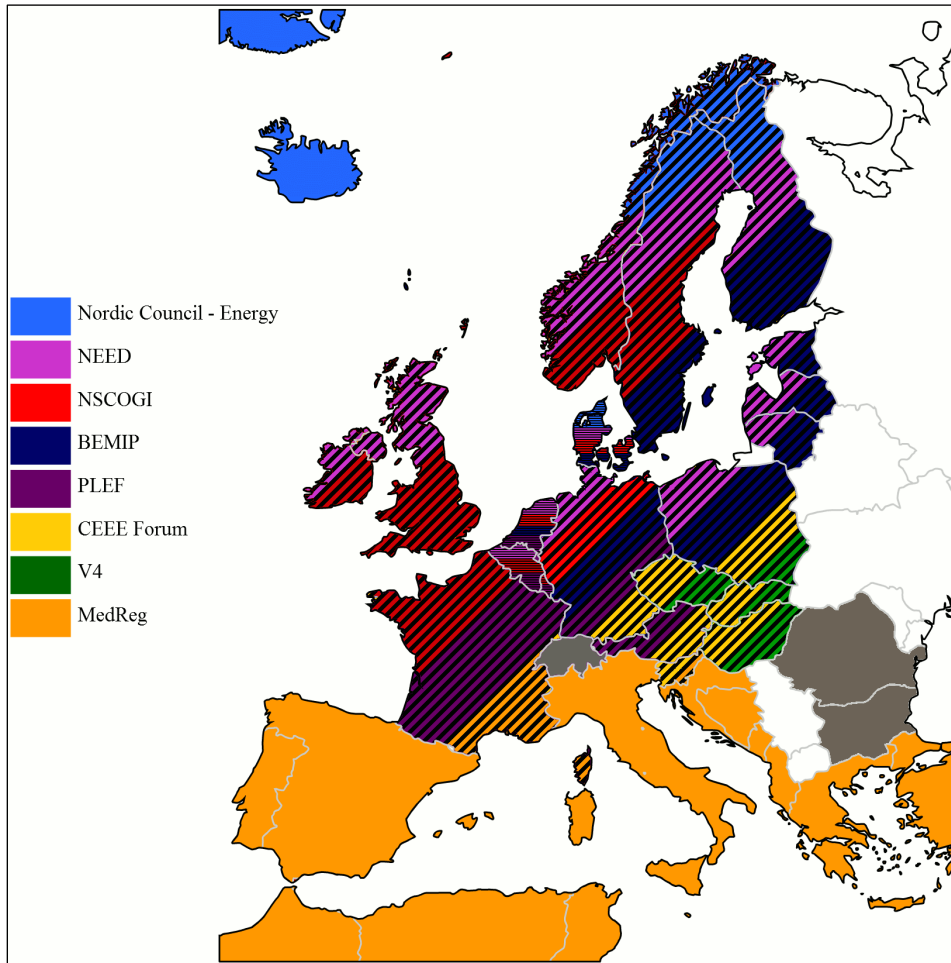 Nordic Council - Energy
NEED
NSCOGI
BEMIP
PLEF
CEEE Forum
V4
MedReg